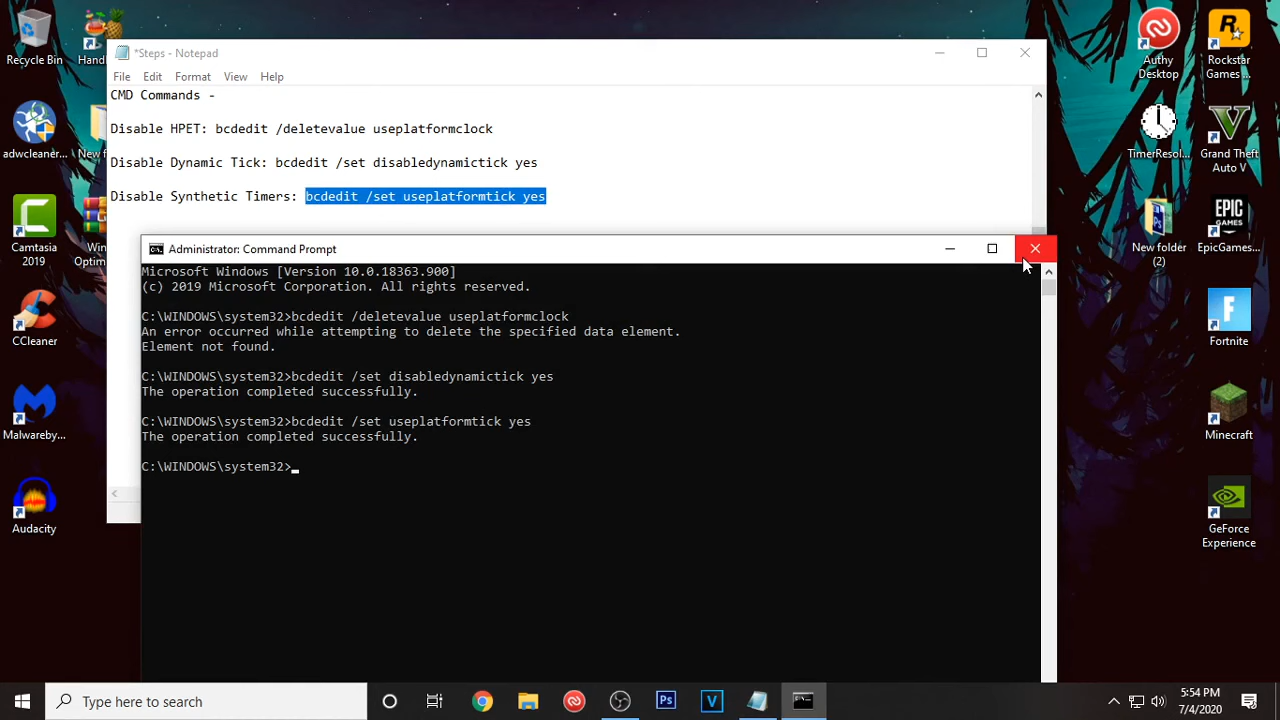 Recycle Bin
Hand
adwcleaner...
New f
Camtasia
2019
Win
Optim
CCleaner
Malwareby...
Audacity
*Steps - Notepad
File Edit Format View Help
CMD Commands -
Disable HPET: bcdedit /deletevalue useplatformclock
Disable Dynamic Tick: bcdedit /set disabledynamictick yes
Disable Synthetic Timers: bcdedit /set useplatformtick yes
Administrator: Command Prompt
Microsoft Windows [Version 10.0.18363.900]
(c) 2019 Microsoft Corporation. All rights reserved.
C:\WINDOWS\system32>bcdedit /deletevalue useplatformclock
An error occurred while attempting to delete the specified data element.
Element not found.
C:\WINDOWS\system32>bcdedit /set disabledynamictick yes
The operation completed successfully.
C:\WINDOWS\system32>bcdedit /set useplatformtick yes
The operation completed successfully.
C:\WINDOWS\system32>
Authy
Desktop
Rockstar
Games ...
TimerResol...
Grand Theft
Auto V
New folder
(2)
EpicGames...
Fortnite
Minecraft
GeForce
Experience
Type here to search
Ps
V
5:54 PM
7/4/2020